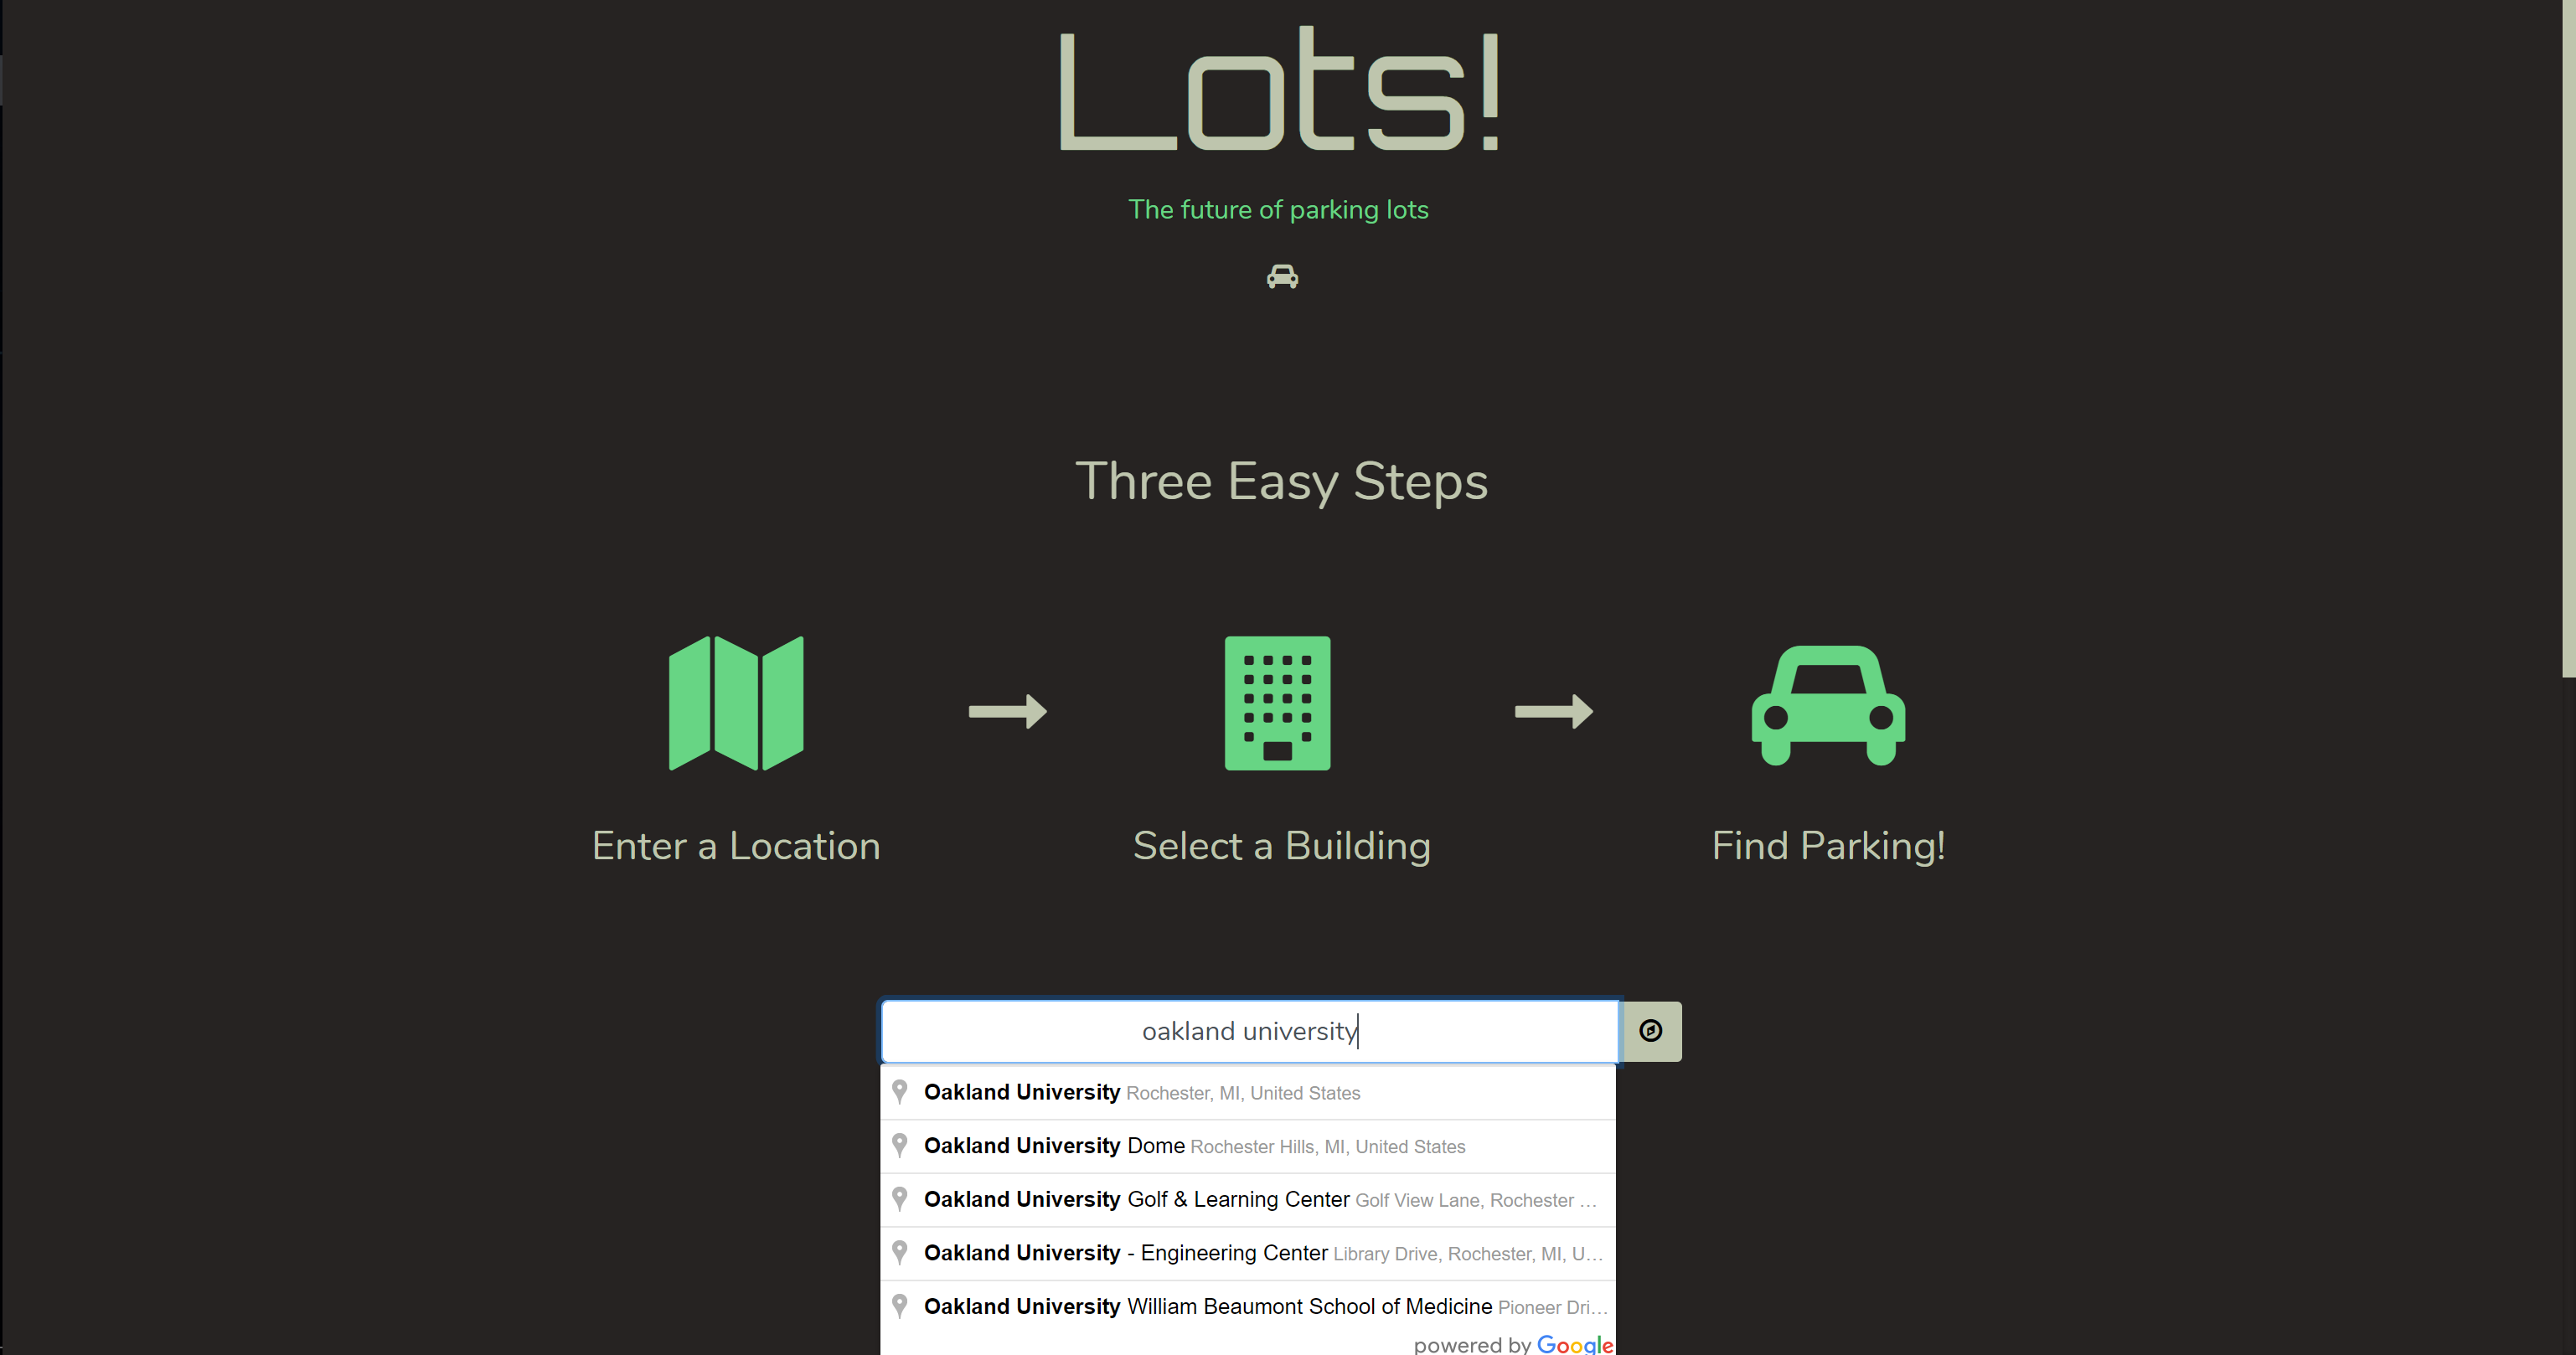 Lots!
The future of parking lots
Three Easy Steps
Enter a Location
Select a Building
Find Parking!
oakland university
Oakland University Rochester, MI, United States
Oakland University Dome Rochester Hills, MI, United States
Oakland University Golf & Learning Center Golf View Lane, Rochester ...
Oakland University - Engineering Center Library Drive, Rochester, MI, U...
Oakland University William Beaumont School of Medicine Pioneer Dri...
powered by Google